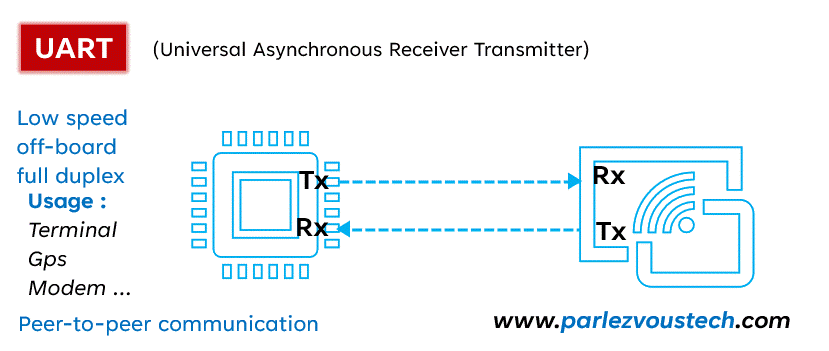 UART (Universal Asynchronous Receiver Transmitter)
Low speed
off-board
full duplex
Usage :
Terminal
Gps
Modem ...
Tx Rx
Rx Tx
Peer-to-peer communication
www.parlezvoustech.com